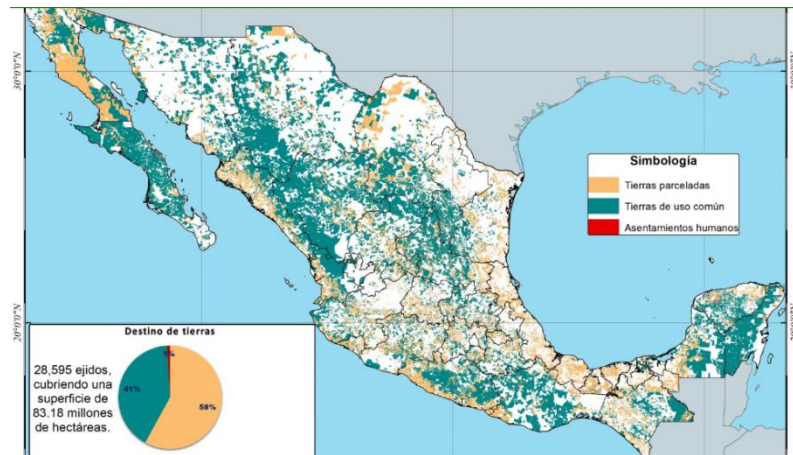 30°0'0"N
Simbología
Tierras parceladas
Tierras de uso común
Asentamientos humanos
20°0'0"N
Destino de tierras
28,595 ejidos,
cubriendo una
superficie de
83.18 millones
de hectáreas.
1%
41%
58%